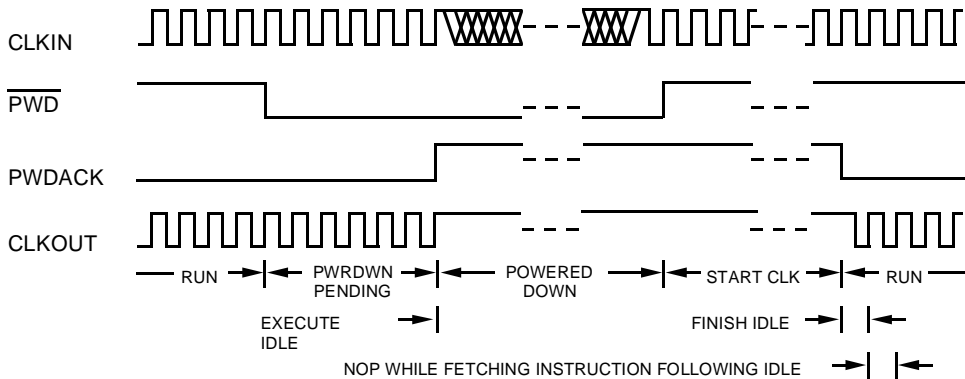 CLKIN
PWD
PWDACK
CLKOUT
RUN
PWRDWN
PENDING
POWERED
DOWN
START CLK
RUN
EXECUTE
IDLE
FINISH IDLE
NOP WHILE FETCHING INSTRUCTION FOLLOWING IDLE